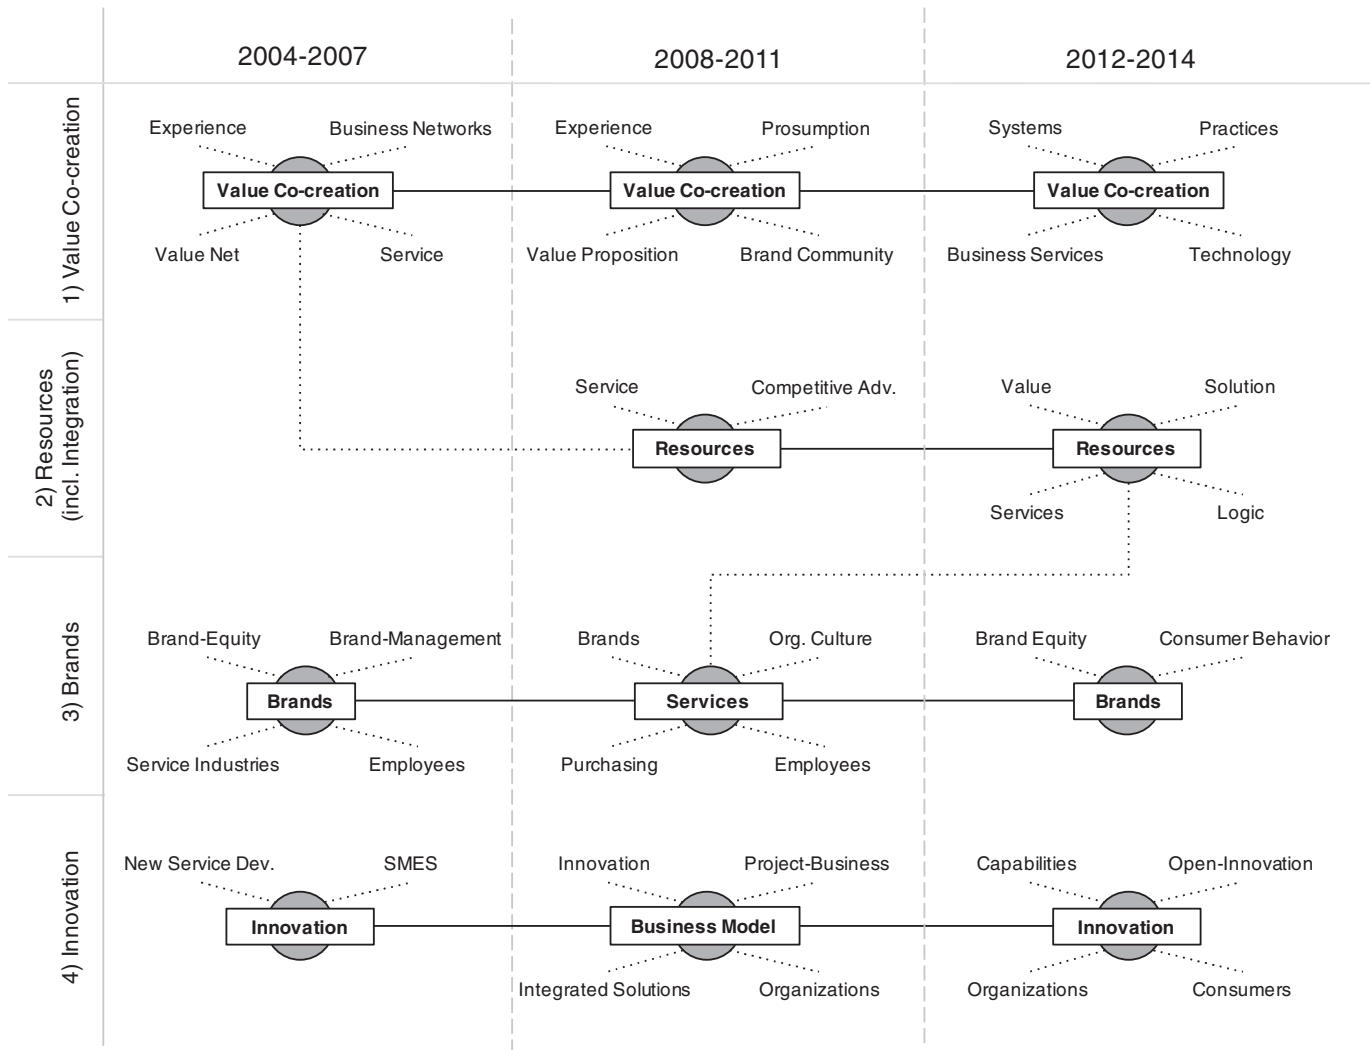 2004-2007
2008-2011
2012-2014
1) Value Co-creation
Experience
Business Networks
Value Co-creation
Value Net
Service
Experience
Prosumption
Value Co-creation
Value Proposition
Brand Community
Systems
Practices
Value Co-creation
Business Services
Technology
2) Resources
(incl. Integration)
Service
Competitive Adv.
Resources
Value
Solution
Resources
Services
Logic
3) Brands
Brand-Equity
Brand-Management
Brands
Service Industries
Employees
Brands
Org. Culture
Services
Purchasing
Employees
Brand Equity
Consumer Behavior
Brands
4) Innovation
New Service Dev.
SMES
Innovation
Innovation
Project-Business
Business Model
Integrated Solutions
Organizations
Capabilities
Open-Innovation
Innovation
Organizations
Consumers